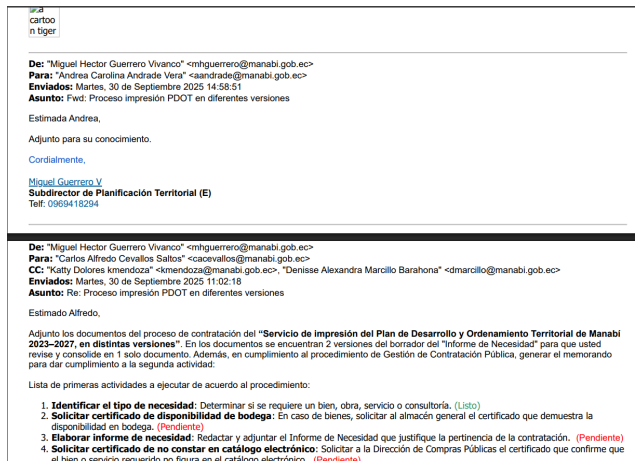 cartoo
n tiger
De: "Miguel Hector Guerrero Vivanco" <mhguerrero@manabi.gob.ec>
Para: "Andrea Carolina Andrade Vera" <aandrade@manabi.gob.ec>
Enviados: Martes, 30 de Septiembre 2025 14:58:51
Asunto: Fwd: Proceso impresión PDOT en diferentes versiones
Estimada Andrea,
Adjunto para su conocimiento.
Cordialmente,
Miguel Guerrero V
Subdirector de Planificación Territorial (E)
Telf: 0969418294
De: "Miguel Hector Guerrero Vivanco" <mhguerrero@manabi.gob.ec>
Para: "Carlos Alfredo Cevallos Saltos" <cacevallos@manabi.gob.ec>
CC: "Katty Dolores kmendoza" <kmendoza@manabi.gob.ec>, "Denisse Alexandra Marcillo Barahona" <dmarcillo@manabi.gob.ec>
Enviados: Martes, 30 de Septiembre 2025 11:02:18
Asunto: Re: Proceso impresión PDOT en diferentes versiones
Estimado Alfredo,
Adjunto los documentos del proceso de contratación del “Servicio de impresión del Plan de Desarrollo y Ordenamiento Territorial de Manabí
2023–2027, en distintas versiones”. En los documentos se encuentran 2 versiones del borrador del "Informe de Necesidad" para que usted
revise y consolide en 1 solo documento. Además, en cumplimiento al procedimiento de Gestión de Contratación Pública, generar el memorando
para dar cumplimiento a la segunda actividad:
Lista de primeras actividades a ejecutar de acuerdo al procedimiento:
1. Identificar el tipo de necesidad: Determinar si se requiere un bien, obra, servicio o consultoría. (Listo)
2. Solicitar certificado de disponibilidad de bodega: En caso de bienes, solicitar al almacén general el certificado que demuestra la
disponibilidad en bodega. (Pendiente)
3. Elaborar informe de necesidad: Redactar y adjuntar el Informe de Necesidad que justifique la pertinencia de la contratación. (Pendiente)
4. Solicitar certificado de no constar en catálogo electrónico: Solicitar a la Dirección de Compras Públicas el certificado que confirme que
el bien o servicio requerido no figura en el catálogo electrónico. (Pendiente)